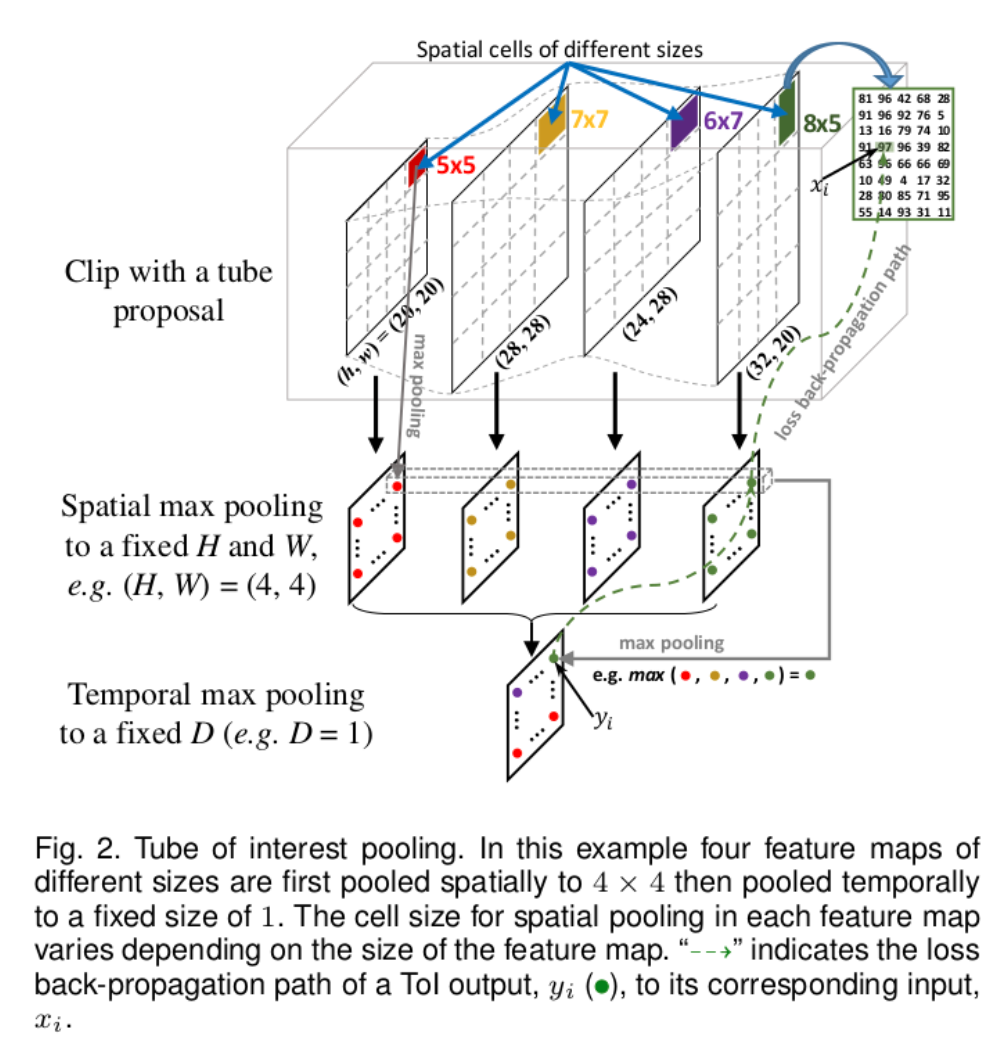 Spatial cells of different sizes
5x5
7x7
6x7
8x5
81 96 42 68 28
91 96 92 76 5
13 16 79 74 10
91 97 96 39 82
63 96 66 66 69
10 49 4 17 32
28 80 85 71 95
55 14 93 31 11
xᵢ
Clip with a tube
proposal
(h, w) = (20, 20)
(28, 28)
(24, 28)
(32, 20)
max pooling
loss back-propagation path
Spatial max pooling
to a fixed H and W,
e.g. (H, W) = (4, 4)
max pooling
e.g. max (●, ●, ●, ●) = ●
Temporal max pooling
to a fixed D (e.g. D = 1)
yᵢ
Fig. 2. Tube of interest pooling. In this example four feature maps of
different sizes are first pooled spatially to 4 × 4 then pooled temporally
to a fixed size of 1. The cell size for spatial pooling in each feature map
varies depending on the size of the feature map. “--→” indicates the loss
back-propagation path of a ToI output, yᵢ (●), to its corresponding input,
xᵢ.